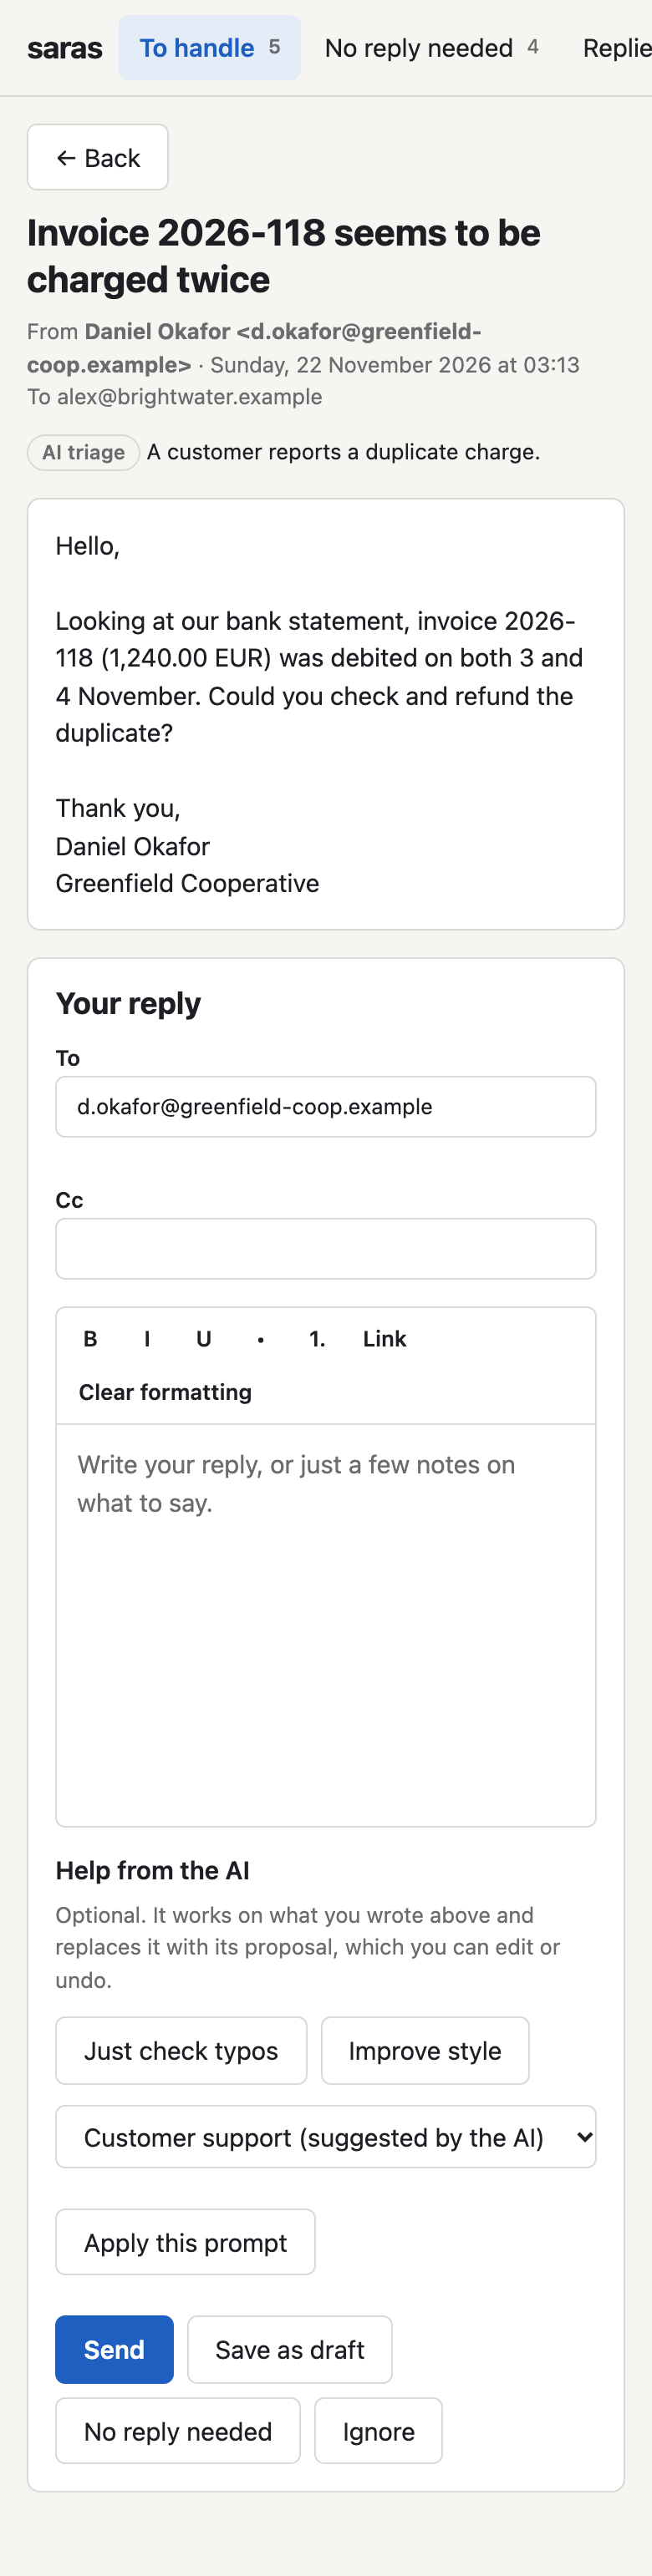 saras To handle 5 No reply needed 4 Replie
← Back
Invoice 2026-118 seems to be
charged twice
From Daniel Okafor <d.okafor@greenfield-
coop.example> · Sunday, 22 November 2026 at 03:13
To alex@brightwater.example
AI triage A customer reports a duplicate charge.
Hello,
Looking at our bank statement, invoice 2026-
118 (1,240.00 EUR) was debited on both 3 and
4 November. Could you check and refund the
duplicate?
Thank you,
Daniel Okafor
Greenfield Cooperative
Your reply
To
d.okafor@greenfield-coop.example
Cc
B I U • 1. Link
Clear formatting
Write your reply, or just a few notes on
what to say.
Help from the AI
Optional. It works on what you wrote above and
replaces it with its proposal, which you can edit or
undo.
Just check typos Improve style
Customer support (suggested by the AI)
Apply this prompt
Send Save as draft
No reply needed Ignore